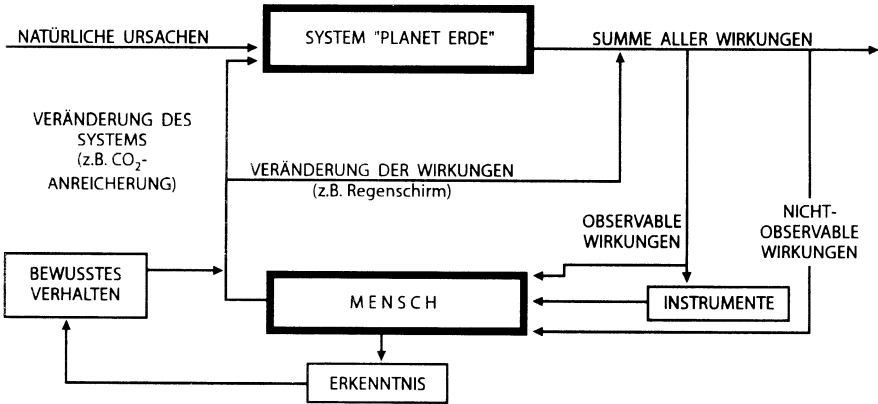 NATÜRLICHE URSACHEN
SYSTEM "PLANET ERDE"
SUMME ALLER WIRKUNGEN
VERÄNDERUNG DES
SYSTEMS
(z.B. CO₂-
ANREICHERUNG)
VERÄNDERUNG DER WIRKUNGEN
(z.B. Regenschirm)
OBSERVABLE
WIRKUNGEN
NICHT-
OBSERVABLE
WIRKUNGEN
BEWUSSTES
VERHALTEN
MENSCH
INSTRUMENTE
ERKENNTNIS